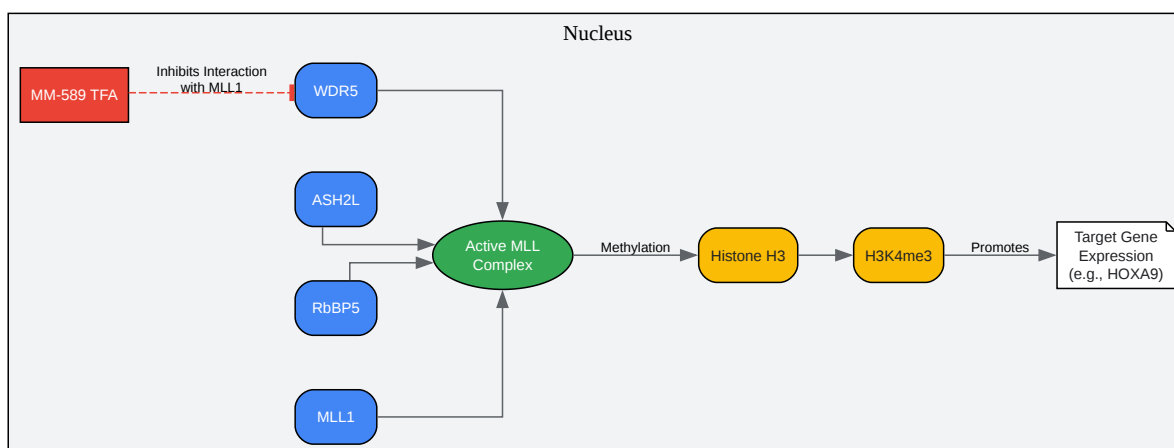 Nucleus
Inhibits Interaction
with MLL1
MM-589 TFA
WDR5
ASH2L
Active MLL
Complex
Methylation
Histone H3
H3K4me3
Promotes
Target Gene
Expression
(e.g., HOXA9)
RbBP5
MLL1